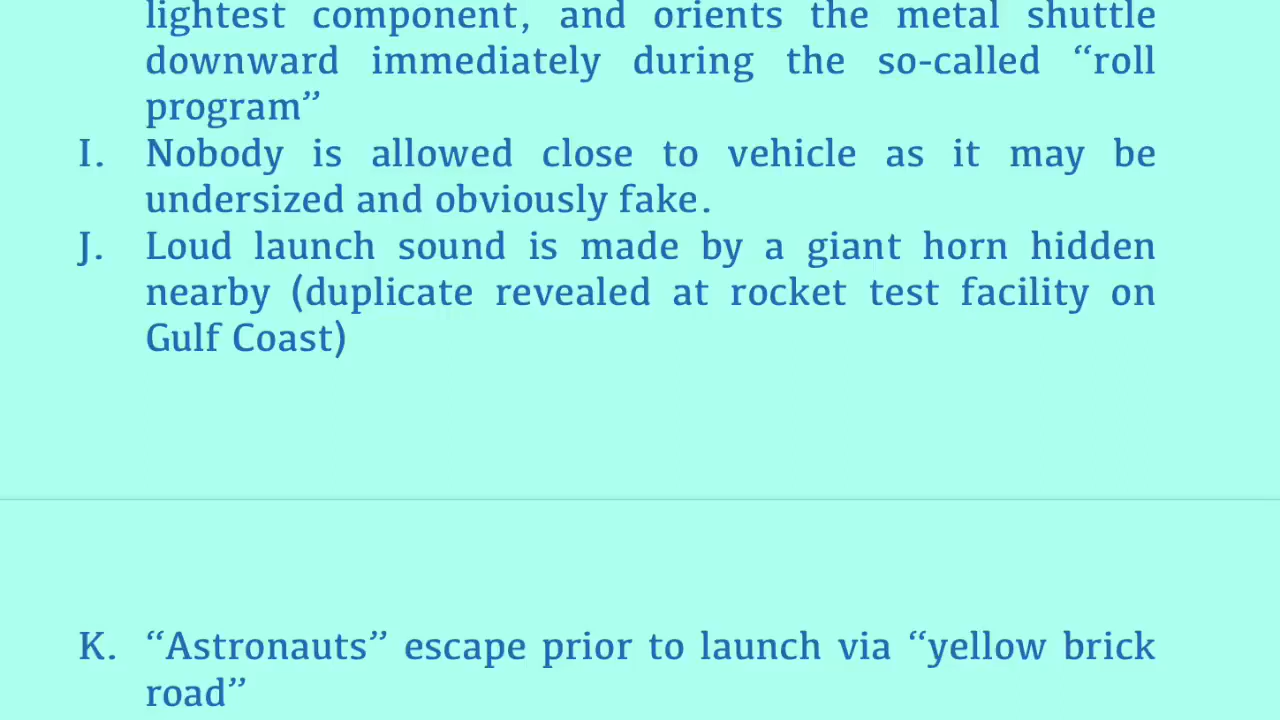 lightest component, and orients the metal shuttle
downward immediately during the so-called “roll
program”
I. Nobody is allowed close to vehicle as it may be
undersized and obviously fake.
J. Loud launch sound is made by a giant horn hidden
nearby (duplicate revealed at rocket test facility on
Gulf Coast)
K. “Astronauts” escape prior to launch via “yellow brick
road”